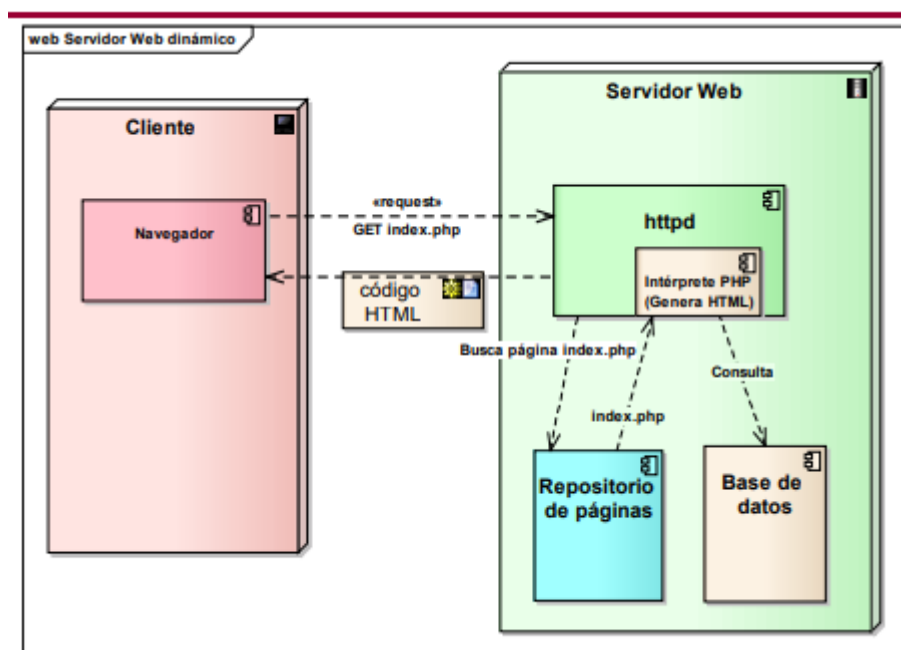 web Servidor Web dinámico
Cliente
Navegador
«request»
GET index.php
código
HTML
Servidor Web
httpd
Intérprete PHP
(Genera HTML)
Busca página index.php
index.php
Consulta
Repositorio
de páginas
Base de
datos